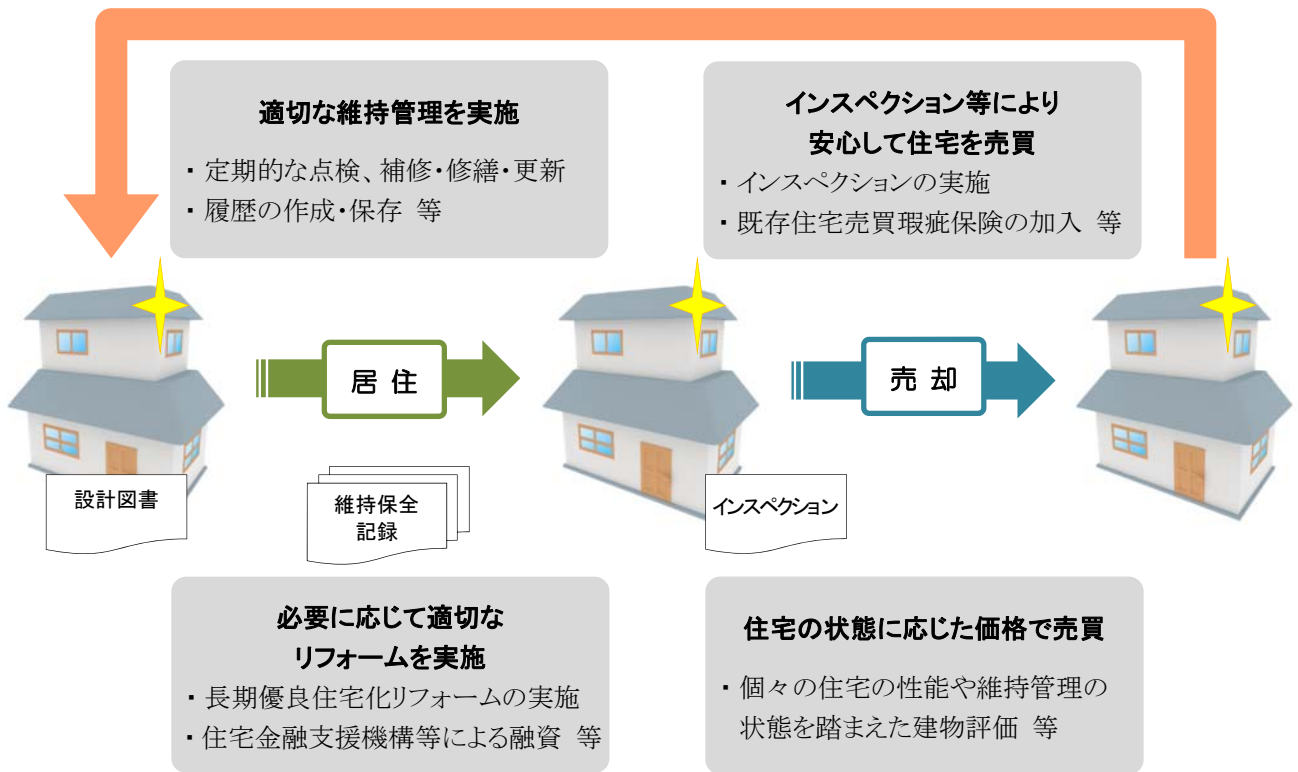 適切な維持管理を実施
・定期的な点検、補修・修繕・更新
・履歴の作成・保存 等
インスペクション等により
安心して住宅を売買
・インスペクションの実施
・既存住宅売買瑕疵保険の加入 等
居 住
売 却
設計図書
維持保全
記録
インスペクション
必要に応じて適切な
リフォームを実施
・長期優良住宅化リフォームの実施
・住宅金融支援機構等による融資 等
住宅の状態に応じた価格で売買
・個々の住宅の性能や維持管理の
状態を踏まえた建物評価 等